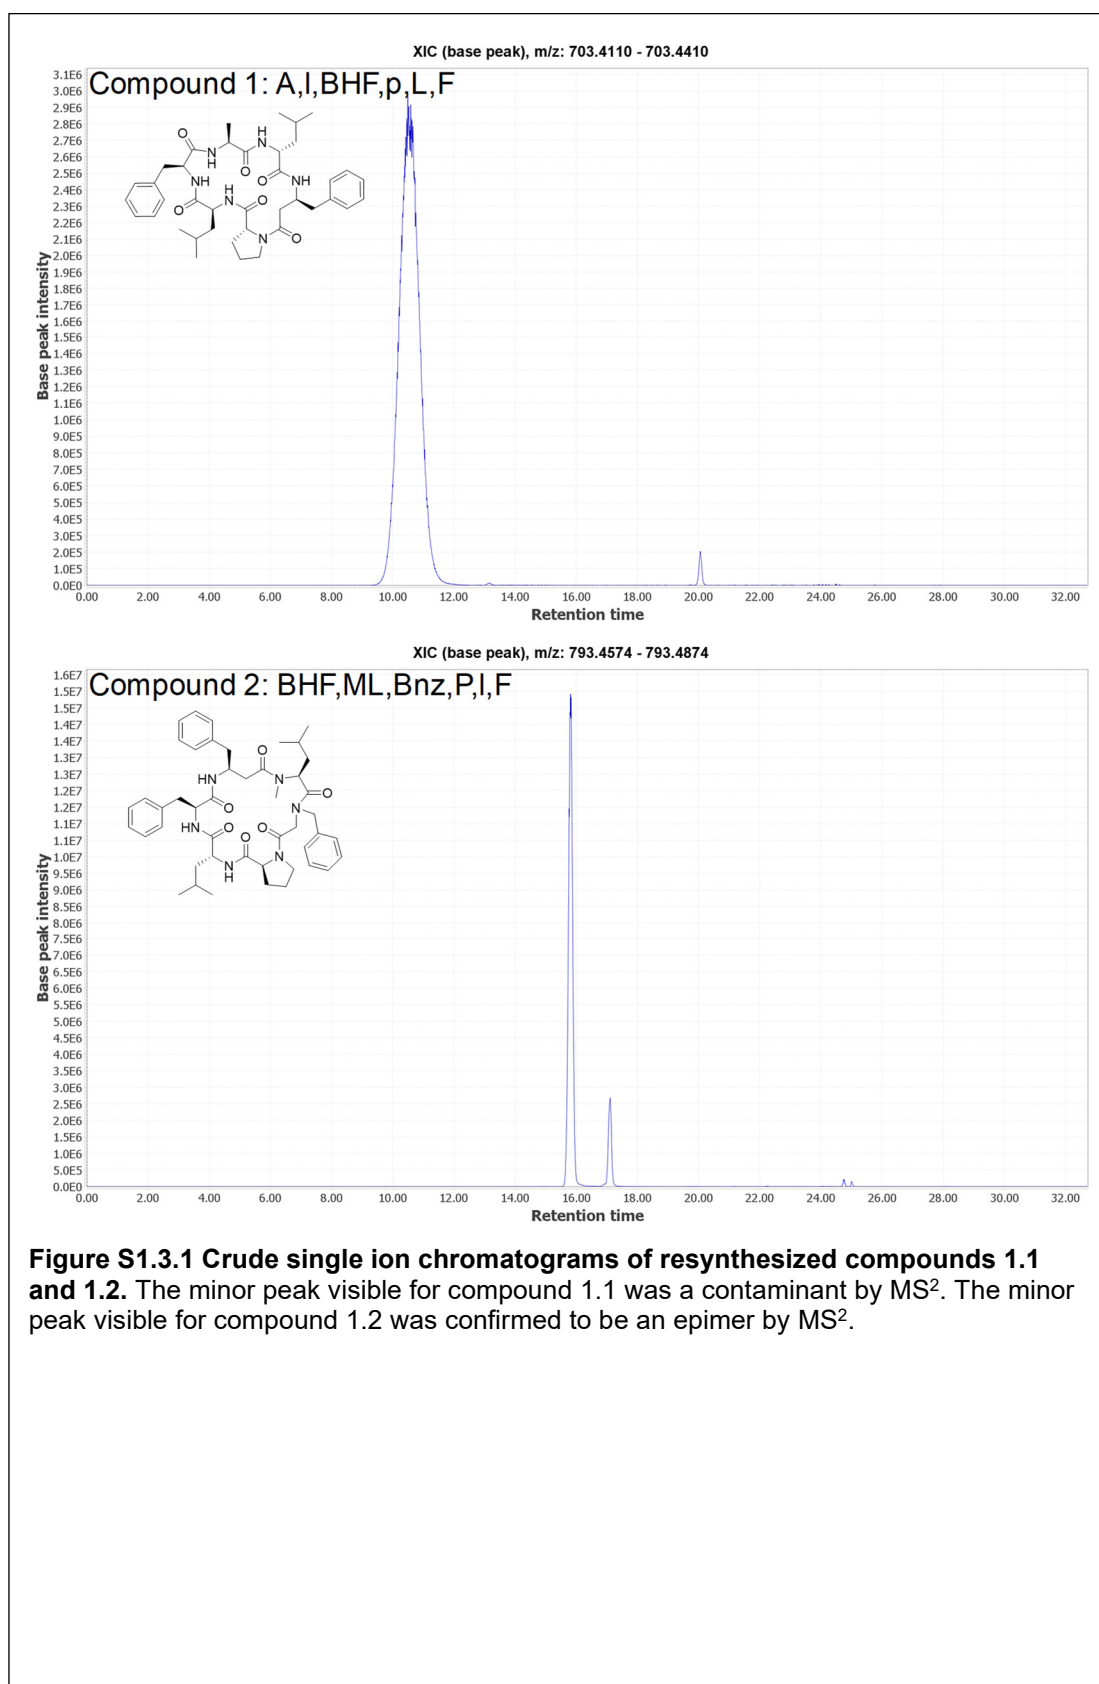 XIC (base peak), m/z: 703.4110 - 703.4410
Compound 1: A,l,BHF,p,L,F
3.1E6
3.0E6
2.9E6
2.8E6
2.7E6
2.6E6
2.5E6
2.4E6
2.3E6
2.2E6
2.1E6
2.0E6
1.9E6
1.8E6
1.7E6
1.6E6
1.5E6
1.4E6
1.3E6
1.2E6
1.1E6
1.0E6
9.0E5
8.0E5
7.0E5
6.0E5
5.0E5
4.0E5
3.0E5
2.0E5
1.0E5
0.0E0
Base peak intensity
O
NH
O
H
N
O
NH
NH
O
H
N
O
N
O
0.00 2.00 4.00 6.00 8.00 10.00 12.00 14.00 16.00 18.00 20.00 22.00 24.00 26.00 28.00 30.00 32.00
Retention time
XIC (base peak), m/z: 793.4574 - 793.4874
Compound 2: BHF,ML,Bnz,P,l,F
1.6E7
1.5E7
1.5E7
1.4E7
1.4E7
1.3E7
1.3E7
1.2E7
1.2E7
1.1E7
1.1E7
1.0E7
9.5E6
9.0E6
8.5E6
8.0E6
7.5E6
7.0E6
6.5E6
6.0E6
5.5E6
5.0E6
4.5E6
4.0E6
3.5E6
3.0E6
2.5E6
2.0E6
1.5E6
1.0E6
5.0E5
0.0E0
Base peak intensity
O
HN
N
O
O
N
HN
O
O
O
N
N
H
0.00 2.00 4.00 6.00 8.00 10.00 12.00 14.00 16.00 18.00 20.00 22.00 24.00 26.00 28.00 30.00 32.00
Retention time
Figure S1.3.1 Crude single ion chromatograms of resynthesized compounds 1.1
and 1.2. The minor peak visible for compound 1.1 was a contaminant by MS². The minor
peak visible for compound 1.2 was confirmed to be an epimer by MS².